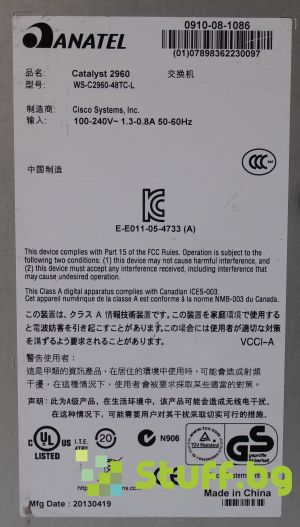 ANATEL
0910-08-1086
(01)07898362230097
品名: Catalyst 2960 交换机
型号: WS-C2960-48TC-L
制造商: Cisco Systems, Inc.
输入: 100-240V~ 1.3-0.8A 50-60Hz
中国制造
CCC
E-E011-05-4733 (A)
This device complies with Part 15 of the FCC Rules. Operation is subject to the
following two conditions: (1) this device may not cause harmful interference, and
(2) this device must accept any interference received, including interference that
may cause undesired operation.
This Class A digital apparatus complies with Canadian ICES-003.
Cet appareil numérique de la classe A est conforme à la norme NMB-003 du Canada.
この装置は、クラス A 情報技術装置です。この装置を家庭環境で使用する
と電波妨害を引き起こすことがあります。この場合には使用者が適切な対策
を講ずるよう要求されることがあります。
VCCI-A
警告使用者:
這是甲類的資訊產品，在居住的環境中使用時，可能會造成射頻
干擾，在這種情況下，使用者會被要求採取某些適當的對策。
声明: 此为A级产品，在生活环境中，该产品可能会造成无线电干扰。
在这种情况下，可能需要用户对其干扰采取切实可行的措施。
C UL US
LISTED
I.T.E.
N906
TÜV
GS
Stuff.bg
Made in China
Mfg Date : 20130419